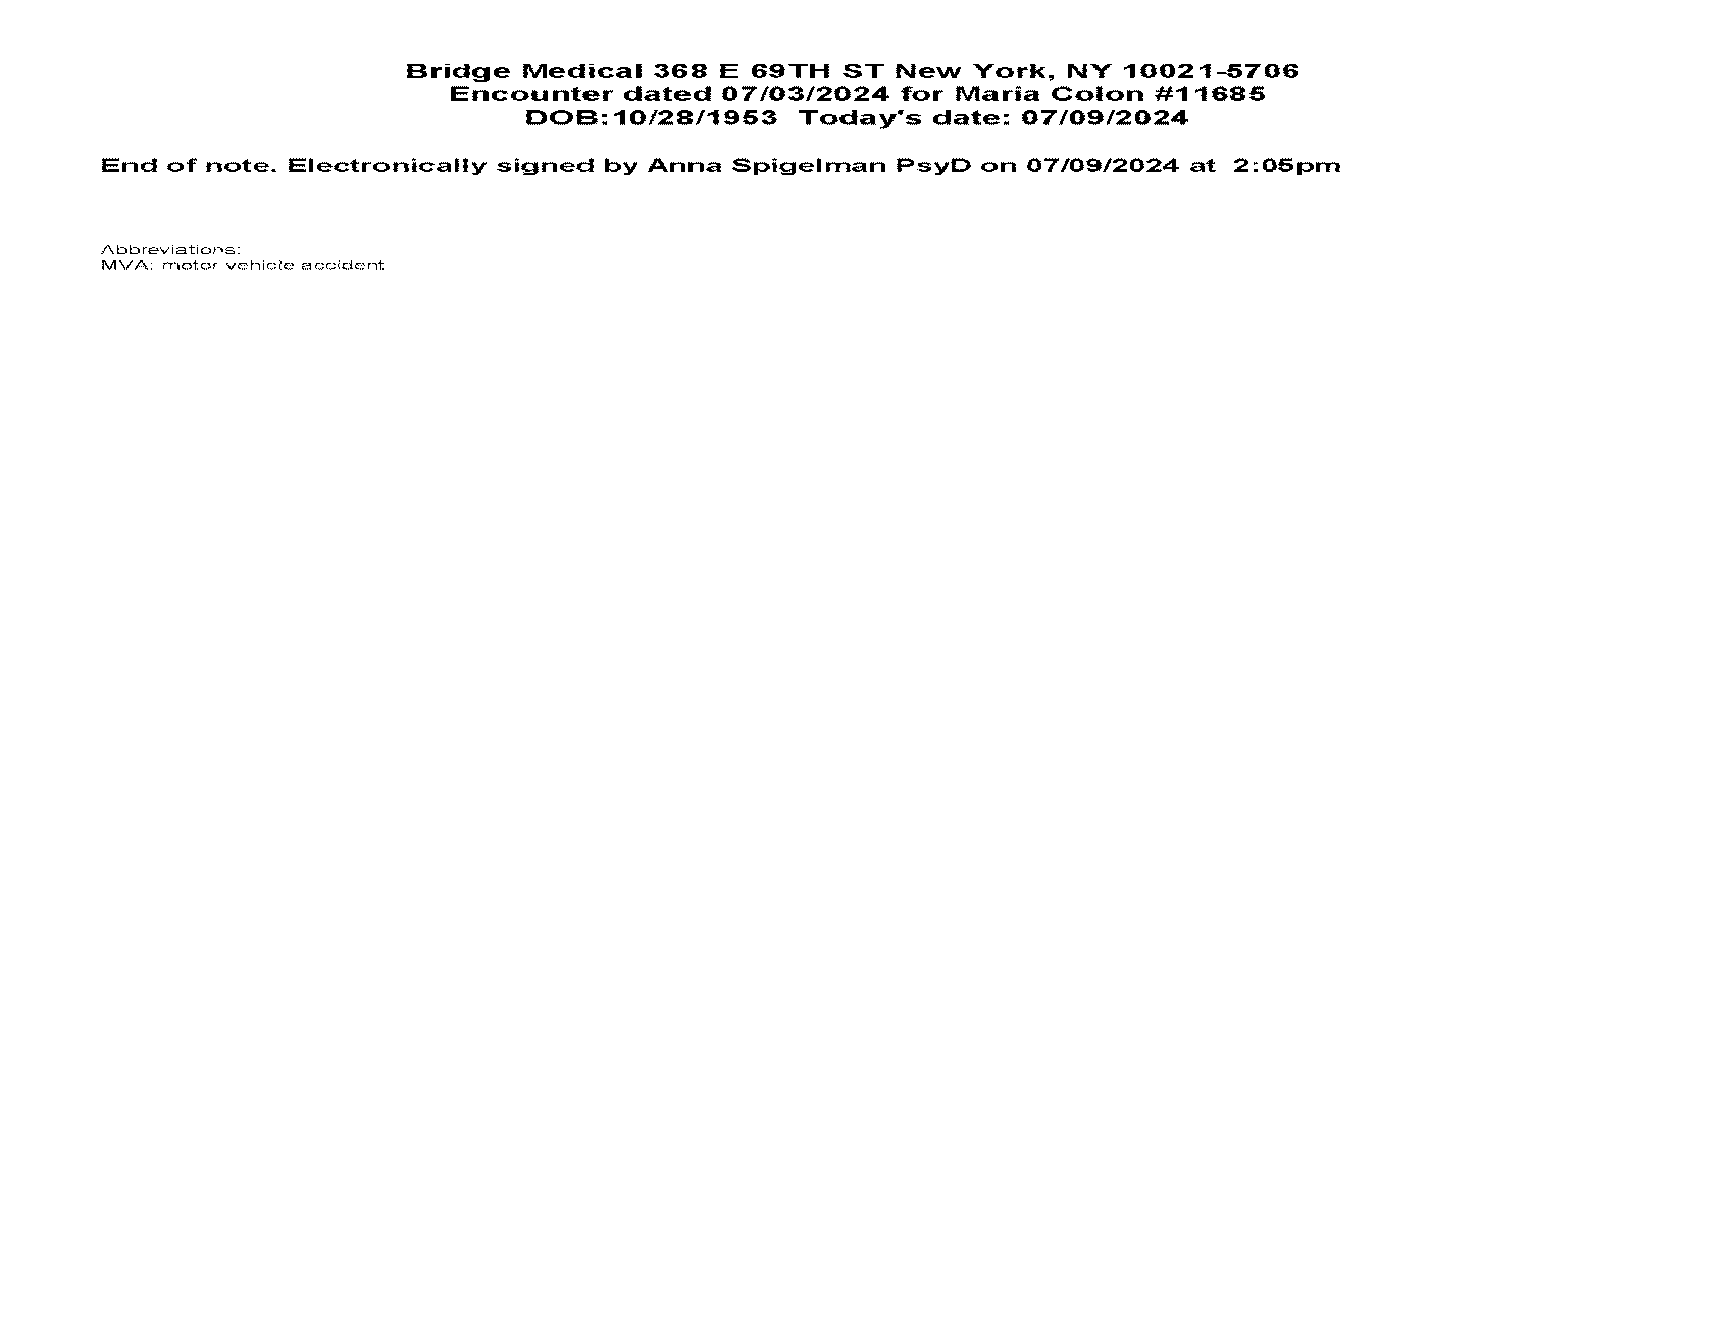 Bridge Medical 368 E 69TH ST New York, NY 10021-5706
Encounter dated 07/03/2024 for Maria Colon #11685
DOB:10/28/1953  Today's date: 07/09/2024
End of note. Electronically signed by Anna Spigelman PsyD on 07/09/2024 at  2:05pm
Abbreviations:
MVA: motor vehicle accident